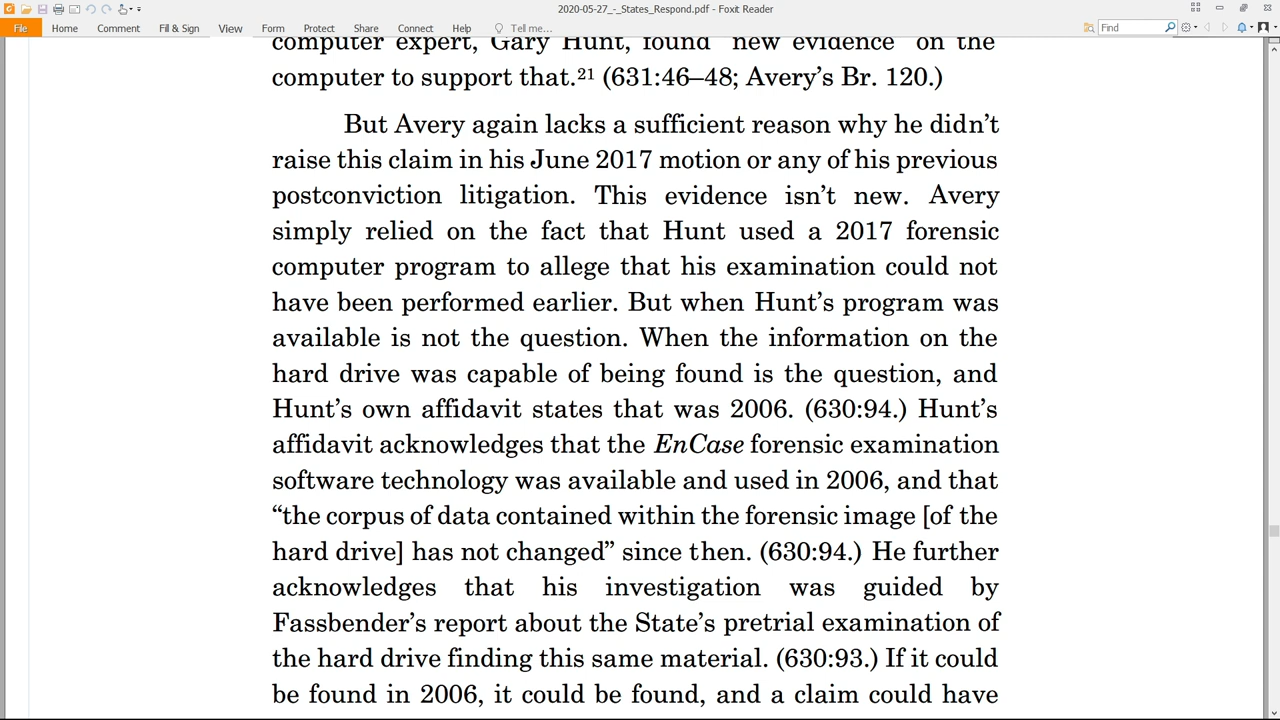 2020-05-27_-_States_Respond.pdf - Foxit Reader
File Home Comment Fill & Sign View Form Protect Share Connect Help Tell me... Find
computer expert, Gary Hunt, found "new evidence" on the
computer to support that.21 (631:46–48; Avery’s Br. 120.)
But Avery again lacks a sufficient reason why he didn’t
raise this claim in his June 2017 motion or any of his previous
postconviction litigation. This evidence isn’t new. Avery
simply relied on the fact that Hunt used a 2017 forensic
computer program to allege that his examination could not
have been performed earlier. But when Hunt’s program was
available is not the question. When the information on the
hard drive was capable of being found is the question, and
Hunt’s own affidavit states that was 2006. (630:94.) Hunt’s
affidavit acknowledges that the EnCase forensic examination
software technology was available and used in 2006, and that
“the corpus of data contained within the forensic image [of the
hard drive] has not changed” since then. (630:94.) He further
acknowledges that his investigation was guided by
Fassbender’s report about the State’s pretrial examination of
the hard drive finding this same material. (630:93.) If it could
be found in 2006, it could be found, and a claim could have